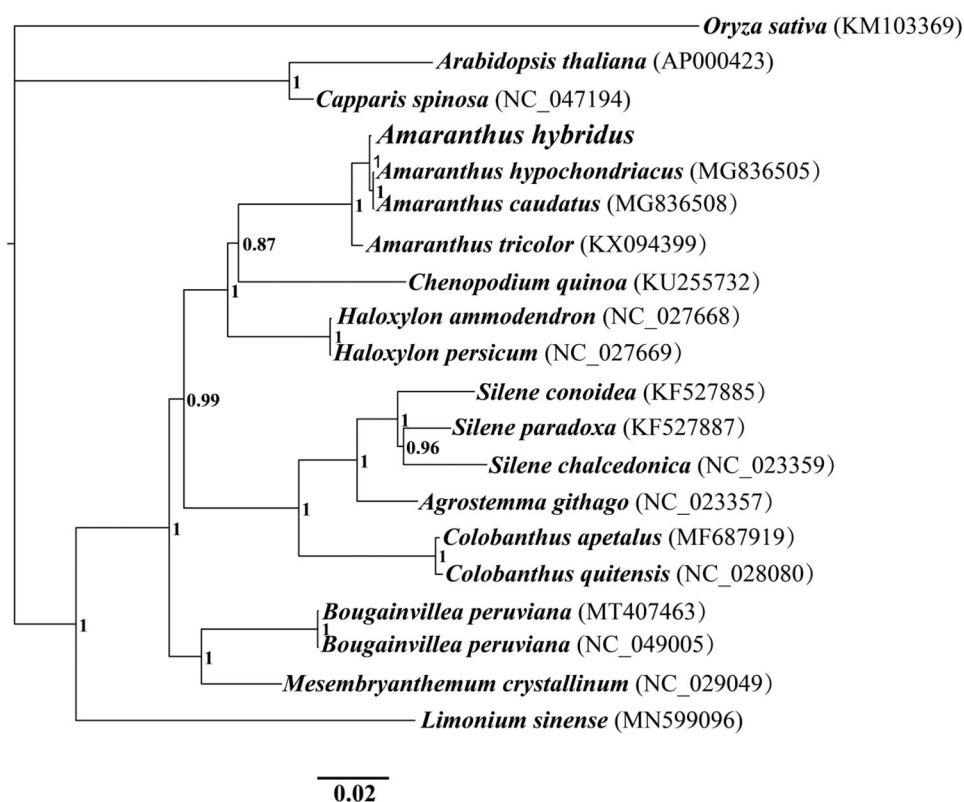 Oryza sativa (KM103369)
Arabidopsis thaliana (AP000423)
1
Capparis spinosa (NC_047194)
Amaranthus hybridus
1
Amaranthus hypochondriacus (MG836505)
1
Amaranthus caudatus (MG836508)
1
Amaranthus tricolor (KX094399)
0.87
Chenopodium quinoa (KU255732)
1
Haloxylon ammodendron (NC_027668)
1
Haloxylon persicum (NC_027669)
Silene conoidea (KF527885)
0.99
1
Silene paradoxa (KF527887)
0.96
1
Silene chalcedonica (NC_023359)
Agrostemma githago (NC_023357)
1
1
Colobanthus apetalus (MF687919)
1
Colobanthus quitensis (NC_028080)
Bougainvillea peruviana (MT407463)
1
1
Bougainvillea peruviana (NC_049005)
1
Mesembryanthemum crystallinum (NC_029049)
Limonium sinense (MN599096)
0.02